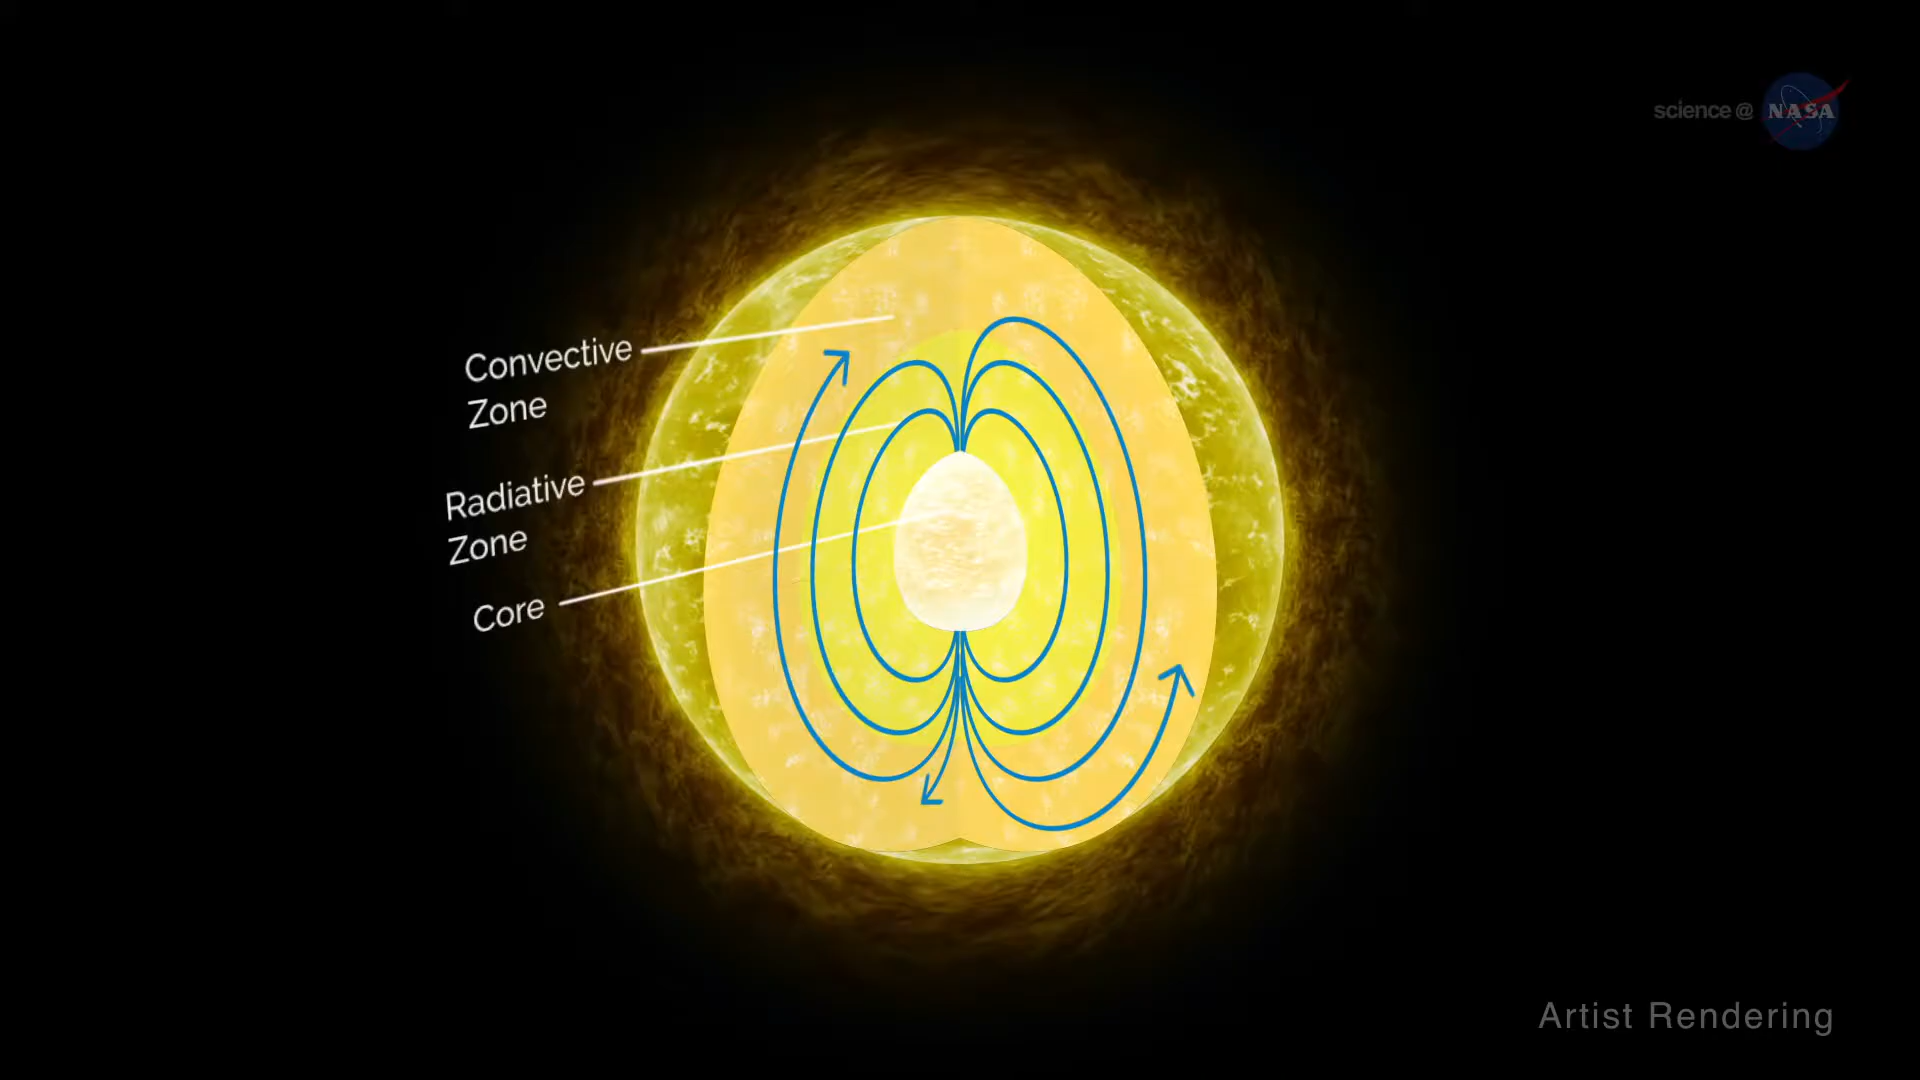 science @ NASA
Convective
Zone
Radiative
Zone
Core
Artist Rendering